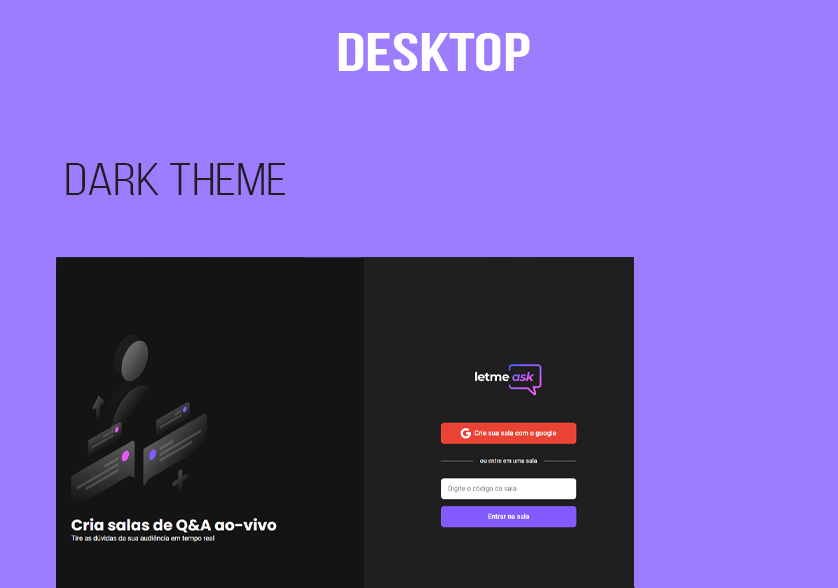 DESKTOP
DARK THEME
letme ask
Crie sua sala com o google
ou entre em uma sala
Digite o código da sala
Entrar na sala
Cria salas de Q&A ao-vivo
Tire as dúvidas da sua audiência em tempo real